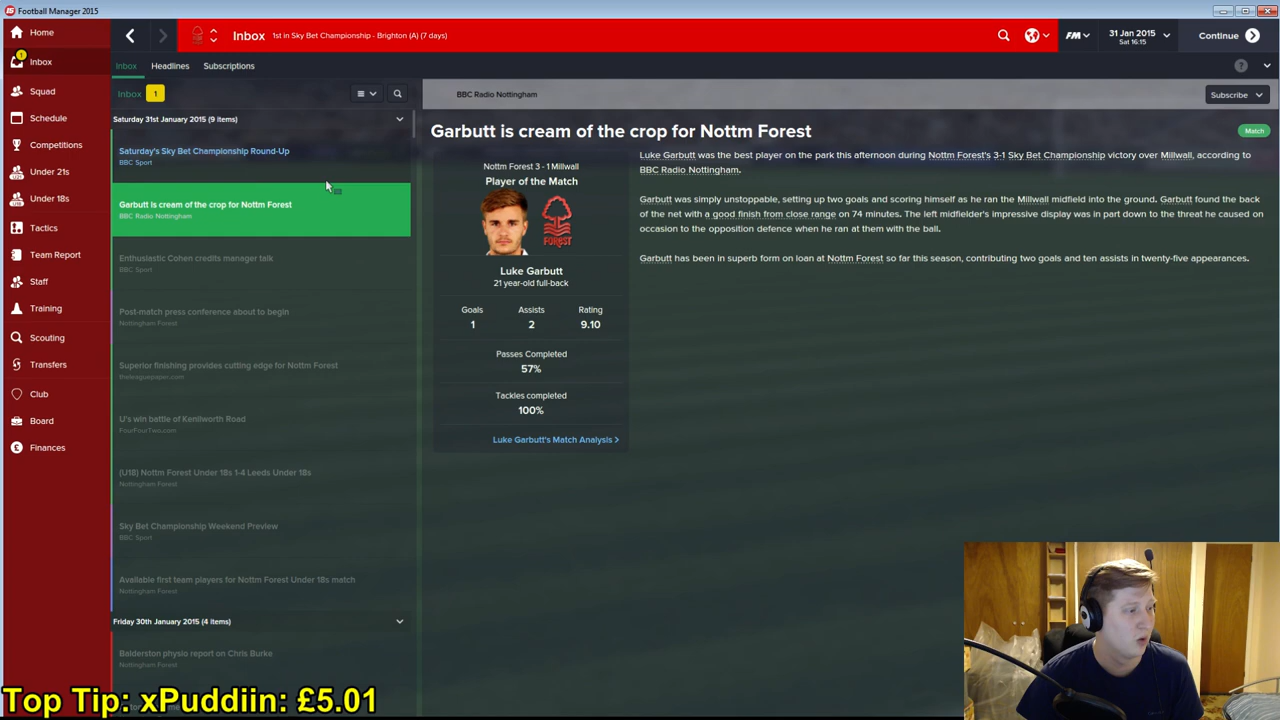 Football Manager 2015
Home
Inbox
1st in Sky Bet Championship - Brighton (A) (7 days)
FM
31 Jan 2015
Sat 16:15
Continue
1
Inbox
Squad
Schedule
Competitions
Under 21s
Under 18s
Tactics
Team Report
Staff
Training
Scouting
Transfers
Club
Board
Finances
Inbox
Headlines
Subscriptions
Inbox
1
Saturday 31st January 2015 (9 items)
Saturday's Sky Bet Championship Round-Up
BBC Sport
Garbutt is cream of the crop for Nottm Forest
BBC Radio Nottingham
Enthusiastic Cohen credits manager talk
BBC Sport
Post-match press conference about to begin
Nottingham Forest
Superior finishing provides cutting edge for Nottm Forest
theleaguepaper.com
U's win battle of Kenilworth Road
FourFourTwo.com
(U18) Nottm Forest Under 18s 1-4 Leeds Under 18s
Sky Bet Championship Weekend Preview
BBC Sport
Available first team players for Nottm Forest Under 18s match
Nottingham Forest
Friday 30th January 2015 (4 items)
Balderston physio report on Chris Burke
Nottingham Forest
BBC Radio Nottingham
Subscribe
Garbutt is cream of the crop for Nottm Forest
Match
Nottm Forest 3 - 1 Millwall
Player of the Match
FOREST
Luke Garbutt
21 year-old full-back
Goals
Assists
Rating
1
2
9.10
Passes Completed
57%
Tackles completed
100%
Luke Garbutt's Match Analysis >
Luke Garbutt was the best player on the park this afternoon during Nottm Forest's 3-1 Sky Bet Championship victory over Millwall, according to
BBC Radio Nottingham.
Garbutt was simply unstoppable, setting up two goals and scoring himself as he ran the Millwall midfield into the ground. Garbutt found the back
of the net with a good finish from close range on 74 minutes. The left midfielder's impressive display was in part down to the threat he caused on
occasion to the opposition defence when he ran at them with the ball.
Garbutt has been in superb form on loan at Nottm Forest so far this season, contributing two goals and ten assists in twenty-five appearances.
Top Tip: xPuddiin: £5.01